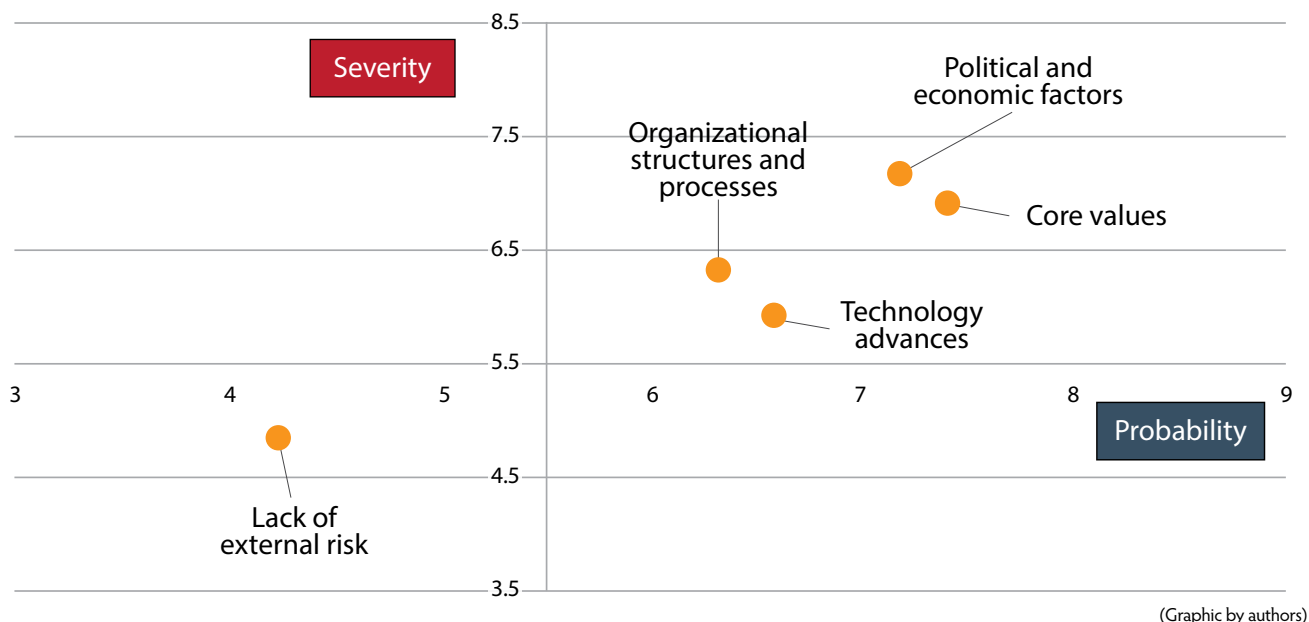 8.5
Severity
Political and
economic factors
7.5
Organizational
structures and
processes
Core values
6.5
Technology
advances
5.5
3 4 5 6 7 8 9
Probability
4.5
Lack of
external risk
3.5
(Graphic by authors)